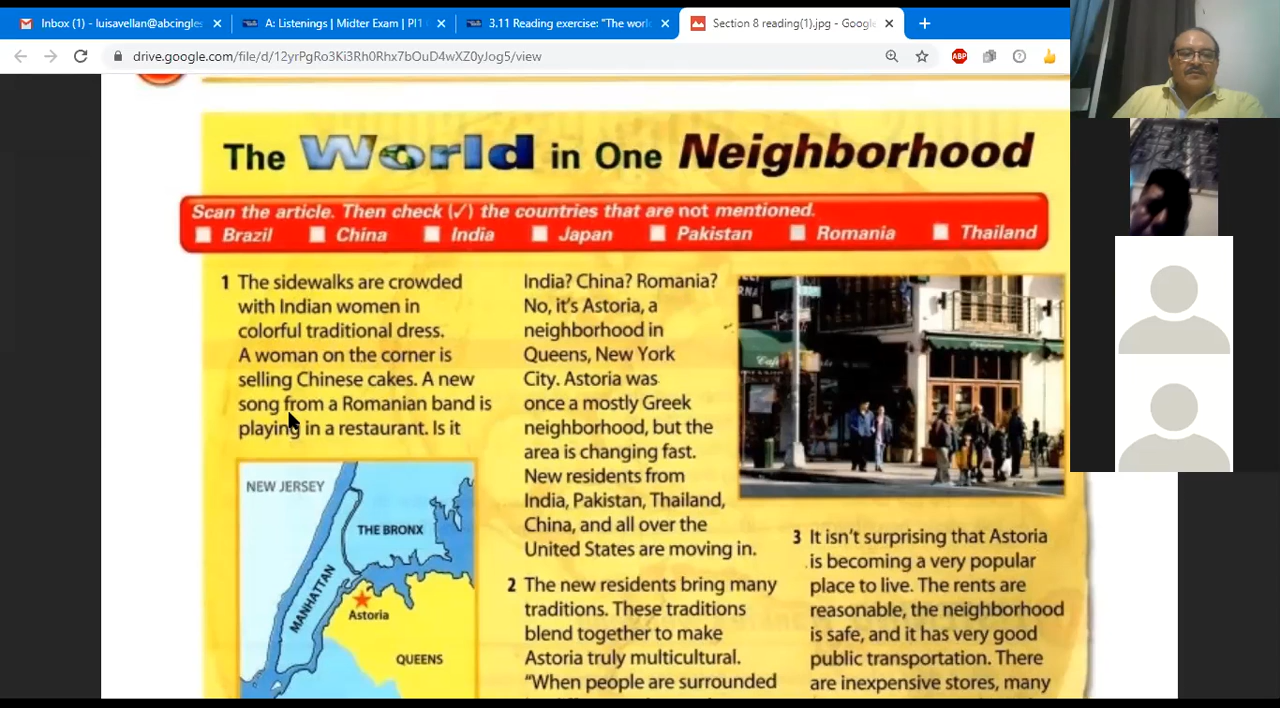 Inbox (1) - luisavellan@abcingles
A: Listenings | Midter Exam | PI1
3.11 Reading exercise: "The worl
Section 8 reading(1).jpg - Google
drive.google.com/file/d/12yrPgRo3Ki3Rh0Rhx7bOuD4wXZ0yJog5/view
ABP
The World in One Neighborhood
Scan the article. Then check (✓) the countries that are not mentioned.
Brazil China India Japan Pakistan Romania Thailand
1 The sidewalks are crowded
with Indian women in
colorful traditional dress.
A woman on the corner is
selling Chinese cakes. A new
song from a Romanian band is
playing in a restaurant. Is it
India? China? Romania?
No, it's Astoria, a
neighborhood in
Queens, New York
City. Astoria was
once a mostly Greek
neighborhood, but the
area is changing fast.
New residents from
India, Pakistan, Thailand,
China, and all over the
United States are moving in.
2 The new residents bring many
traditions. These traditions
blend together to make
Astoria truly multicultural.
"When people are surrounded
3 It isn't surprising that Astoria
is becoming a very popular
place to live. The rents are
reasonable, the neighborhood
is safe, and it has very good
public transportation. There
are inexpensive stores, many
NEW JERSEY
THE BRONX
MANHATTAN
Astoria
QUEENS